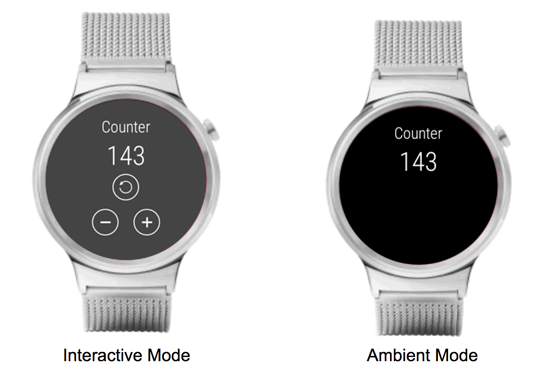 Counter
143
− +
Interactive Mode
Counter
143
Ambient Mode